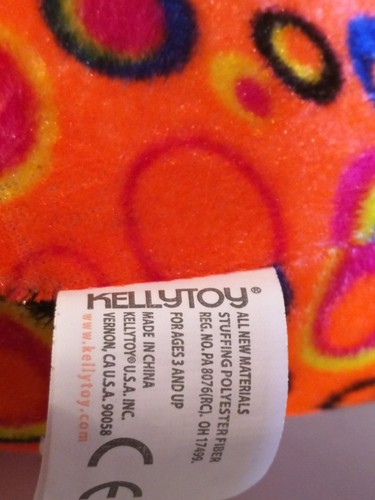 KELLYTOY®
ALL NEW MATERIALS
STUFFING POLYESTER FIBER
REG. NO. PA 8076(RC). OH 17499.
FOR AGES 3 AND UP
MADE IN CHINA
KELLYTOY® U.S.A. INC.
VERNON, CA U.S.A. 90058
www.kellytoy.com
CE